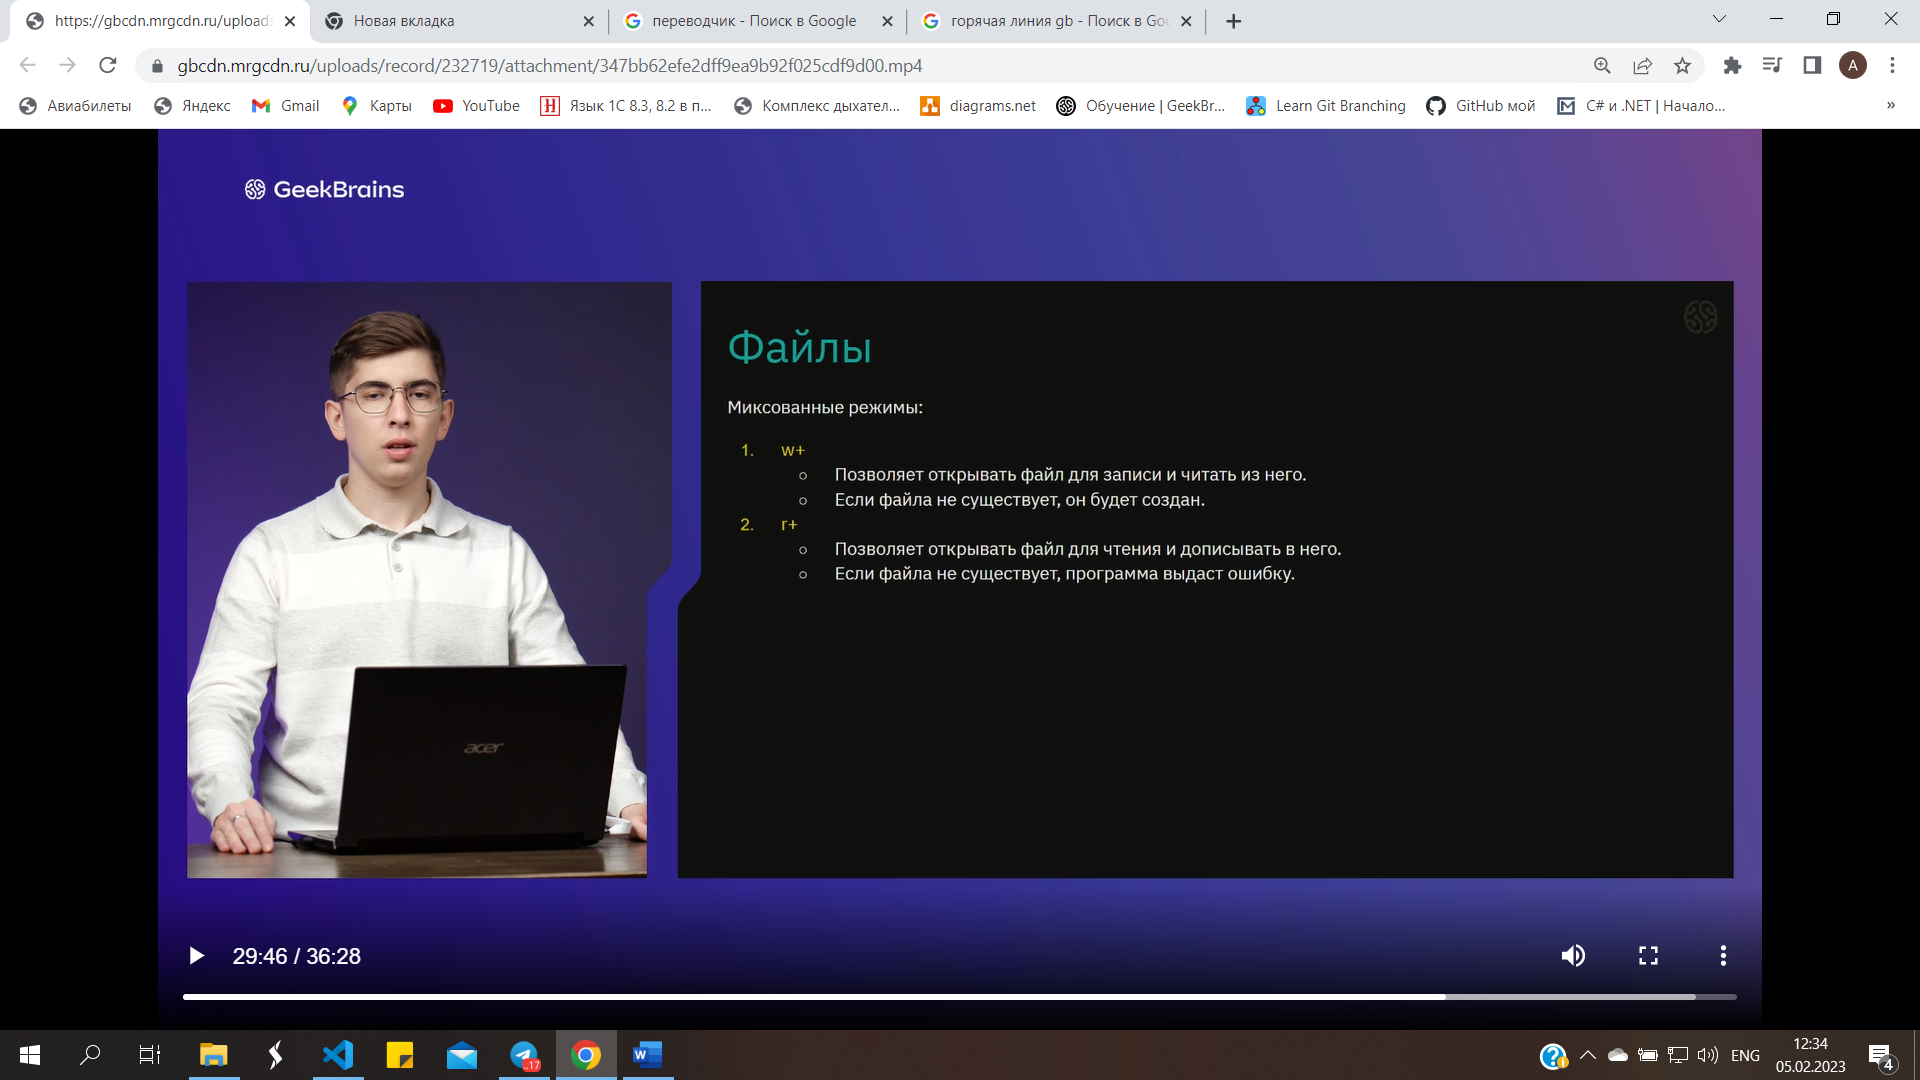 https://gbcdn.mrgcdn.ru/uploads
Новая вкладка
переводчик - Поиск в Google
горячая линия gb - Поиск в Goo
gbcdn.mrgcdn.ru/uploads/record/232719/attachment/347bb62efe2dff9ea9b92f025cdf9d00.mp4
A
Авиабилеты
Яндекс
Gmail
Карты
YouTube
Язык 1С 8.3, 8.2 в п...
Комплекс дыхател...
diagrams.net
Обучение | GeekBr...
Learn Git Branching
GitHub мой
C# и .NET | Начало...
»
GeekBrains
Файлы
Миксованные режимы:
1. w+
Позволяет открывать файл для записи и читать из него.
Если файла не существует, он будет создан.
2. r+
Позволяет открывать файл для чтения и дописывать в него.
Если файла не существует, программа выдаст ошибку.
acer
29:46 / 36:28
..17
W
ENG
12:34
05.02.2023
4